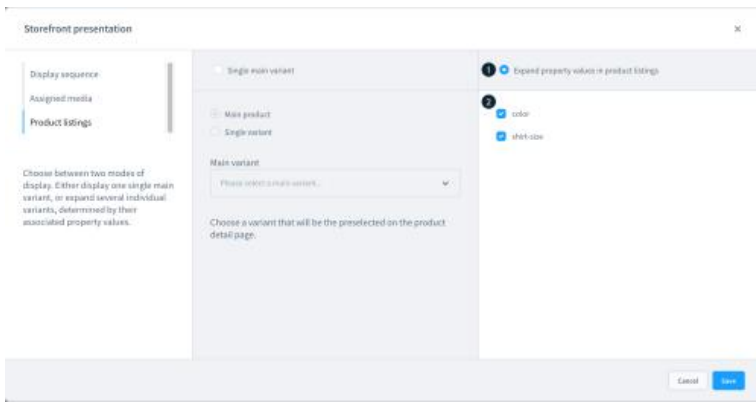 Storefront presentation
Display sequence
Assigned media
Product listings
Choose between two modes of
display. Either display one single main
variant, or expand several individual
variants, determined by their
associated property values.
Single main variant
Main product
Single variant
Main variant
Please select a main variant...
Choose a variant that will be the preselected on the product
detail page.
1 Expand property values in product listings
2
color
shirt-size
Cancel
Save